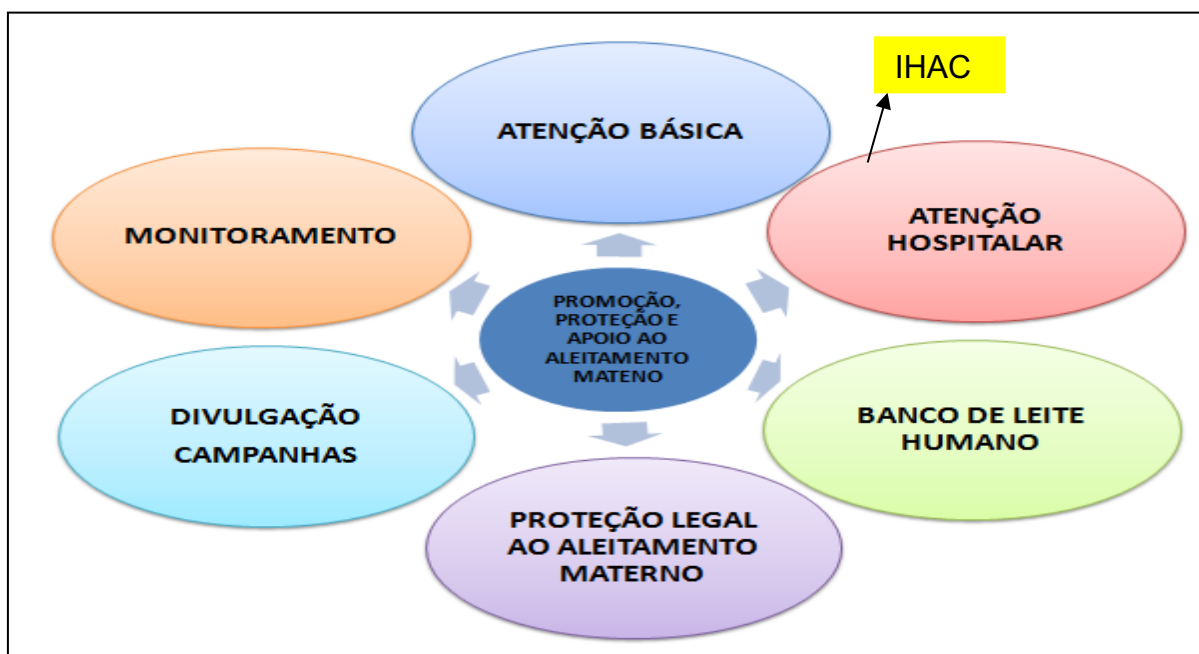 IHAC
ATENÇÃO BÁSICA
MONITORAMENTO
ATENÇÃO
HOSPITALAR
PROMOÇÃO,
PROTEÇÃO E
APOIO AO
ALEITAMENTO
MATENO
DIVULGAÇÃO
CAMPANHAS
BANCO DE LEITE
HUMANO
PROTEÇÃO LEGAL
AO ALEITAMENTO
MATERNO